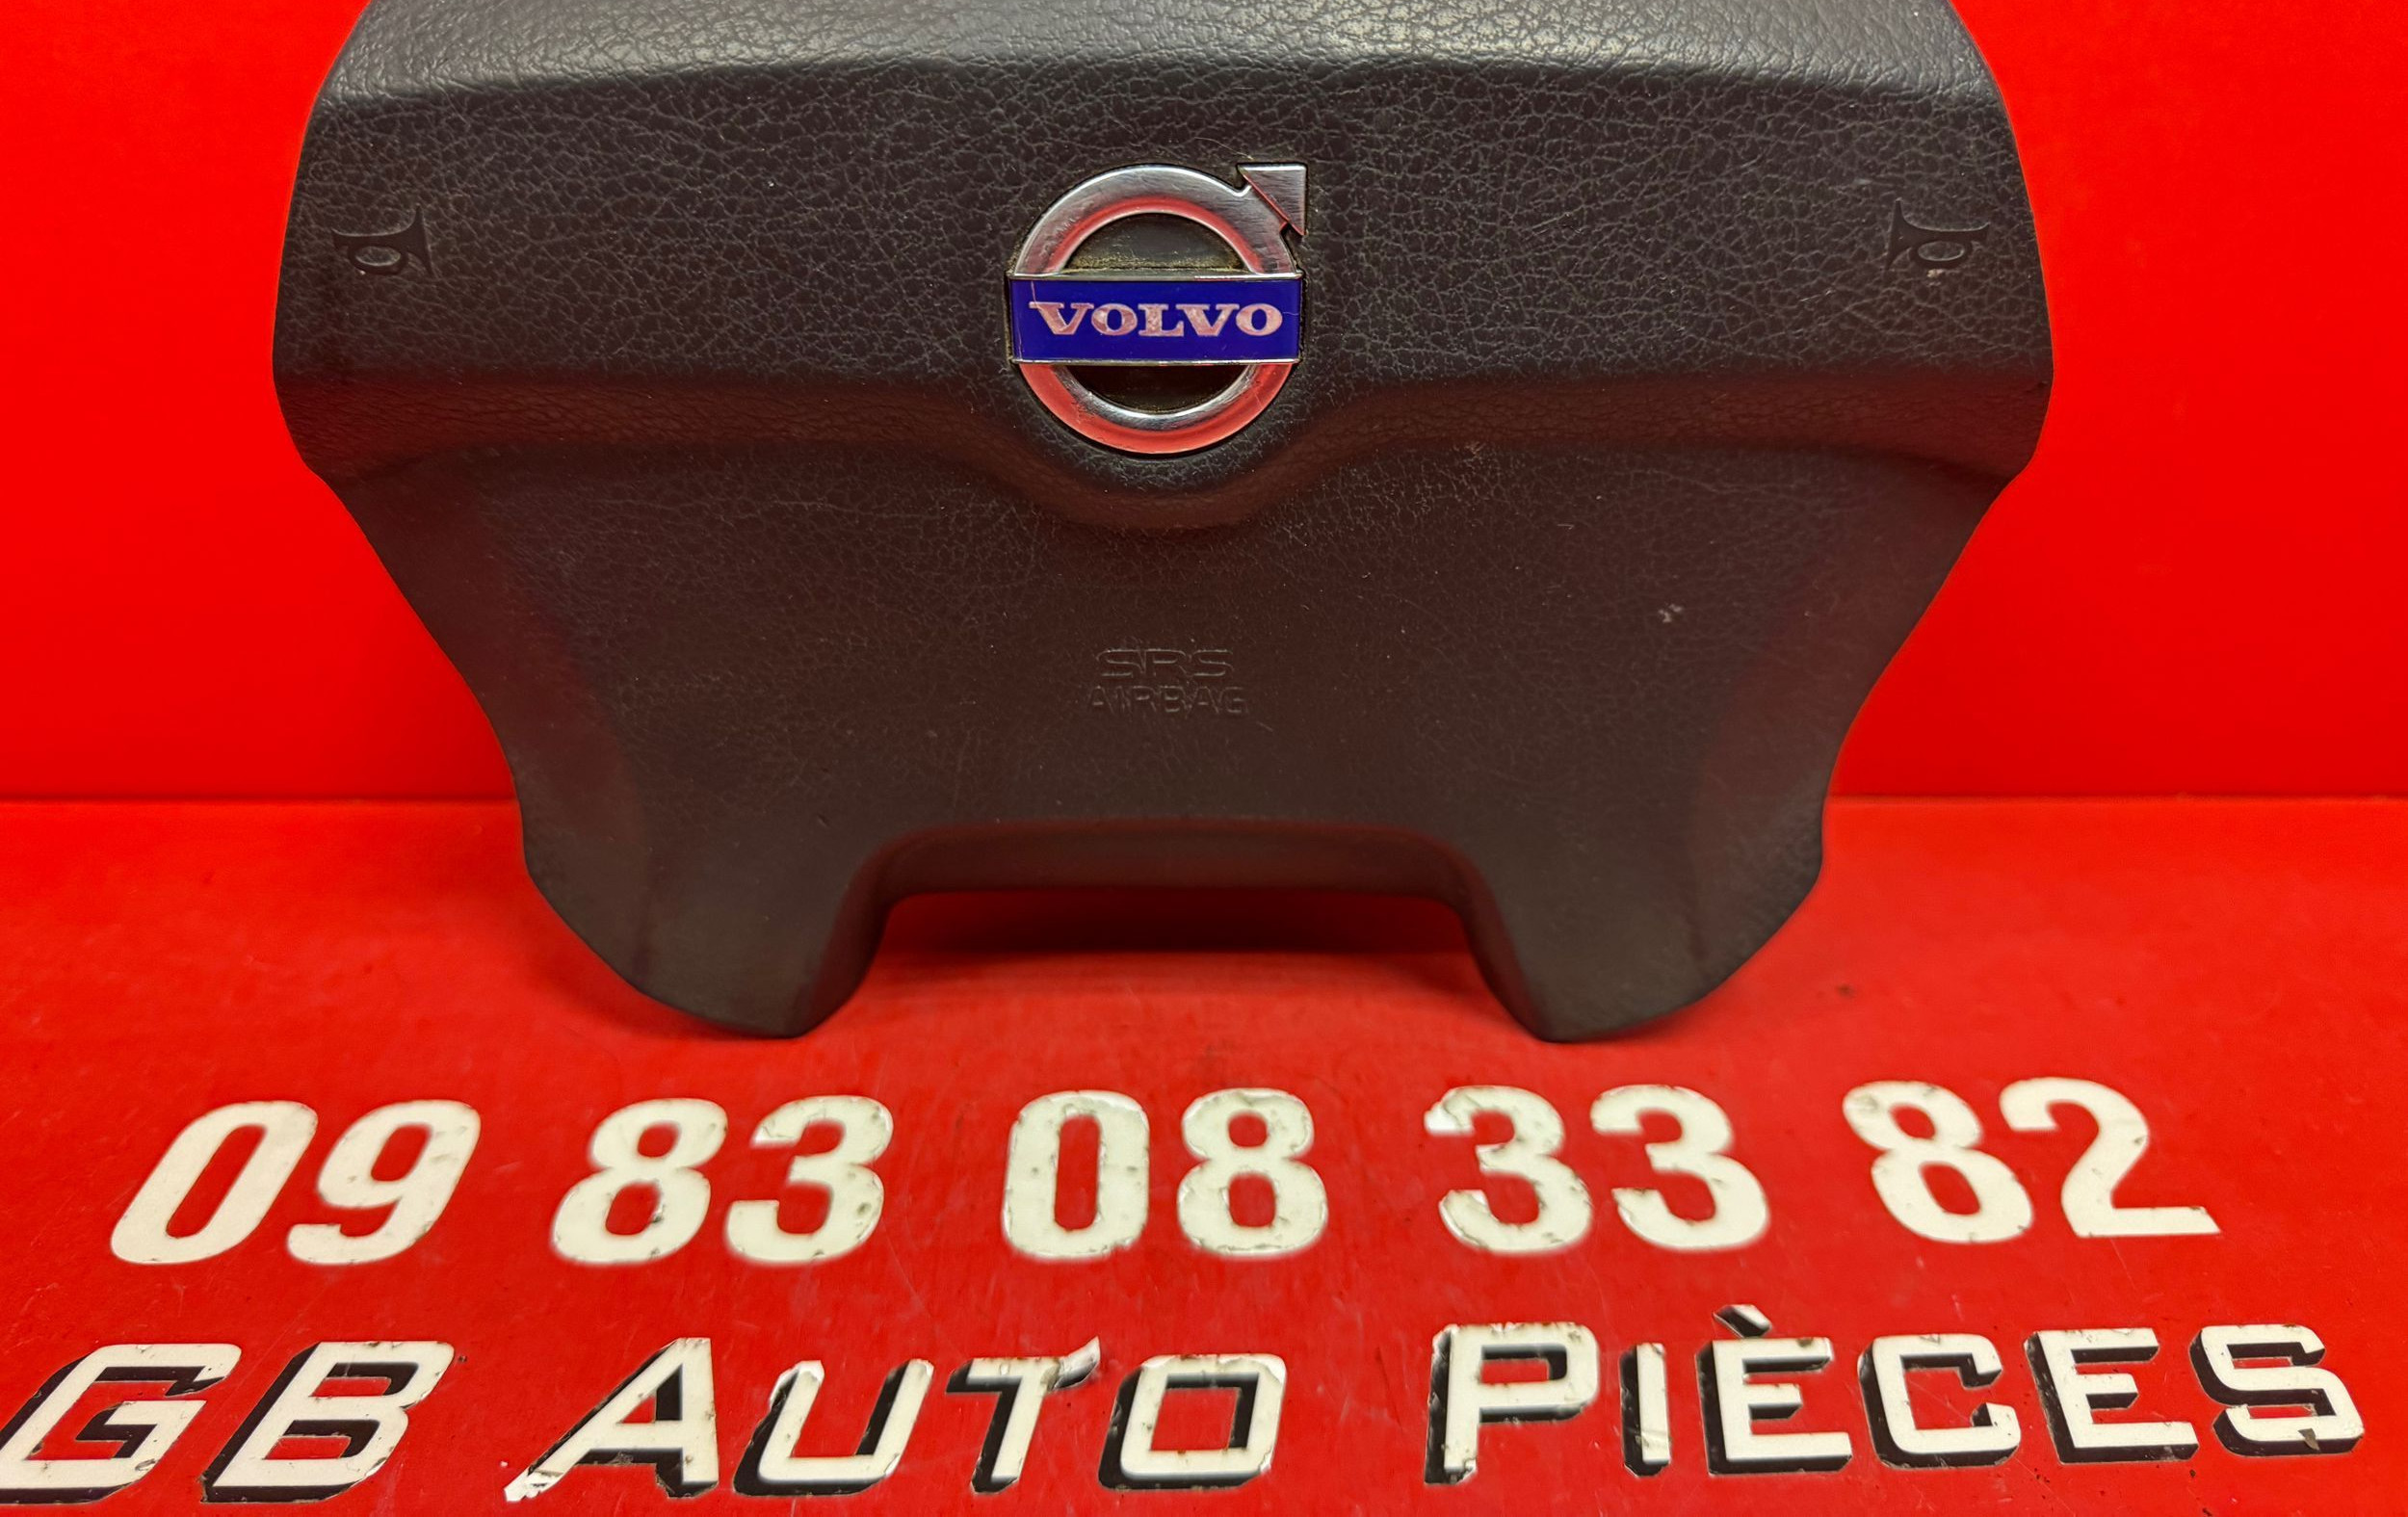 VOLVO
SRS
AIRBAG
09 83 08 33 82
GB AUTO PIÈCES